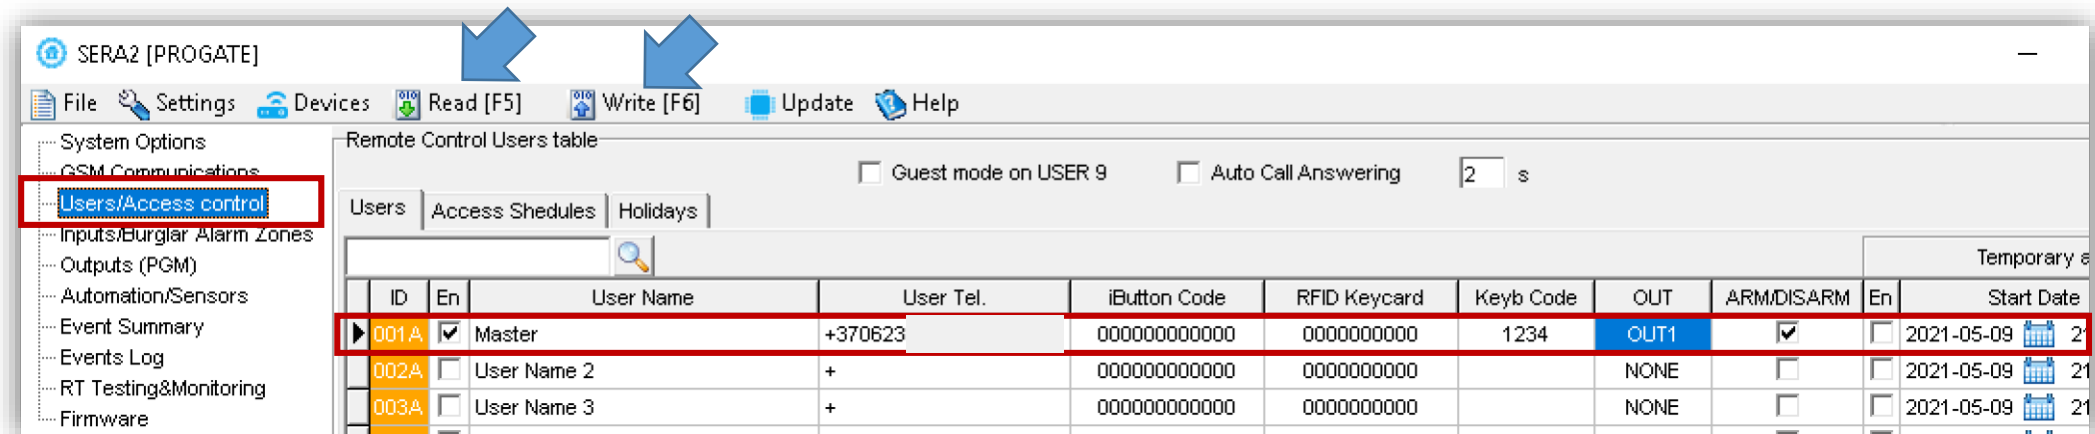 SERA2 [PROGATE]
File Settings Devices Read [F5] Write [F6] Update Help
System Options
GSM Communications
Users/Access control
Inputs/Burglar Alarm Zones
Outputs (PGM)
Automation/Sensors
Event Summary
Events Log
RT Testing&Monitoring
Firmware
Remote Control Users table
Guest mode on USER 9 Auto Call Answering 2 s
Users Access Shedules Holidays
Temporary a
ID En User Name User Tel. iButton Code RFID Keycard Keyb Code OUT ARM/DISARM En Start Date
001A Master +370623 000000000000 0000000000 1234 OUT1 2021-05-09 21
002A User Name 2 + 000000000000 0000000000 NONE 2021-05-09 21
003A User Name 3 + 000000000000 0000000000 NONE 2021-05-09 21